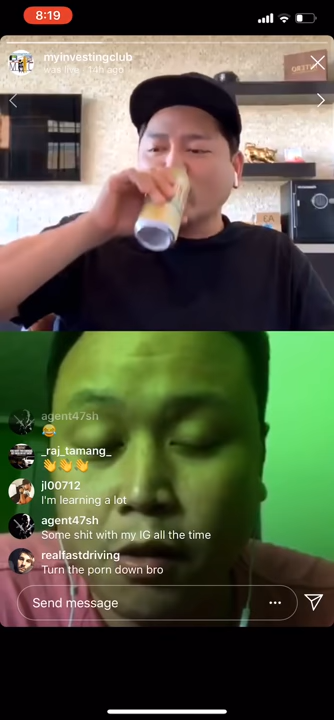 8:19
myinvestingclub
was live · 14h ago
EA
agent47sh
😂
_raj_tamang_
👋👋👋
jl00712
I'm learning a lot
agent47sh
Some shit with my IG all the time
realfastdriving
Turn the porn down bro
Send message